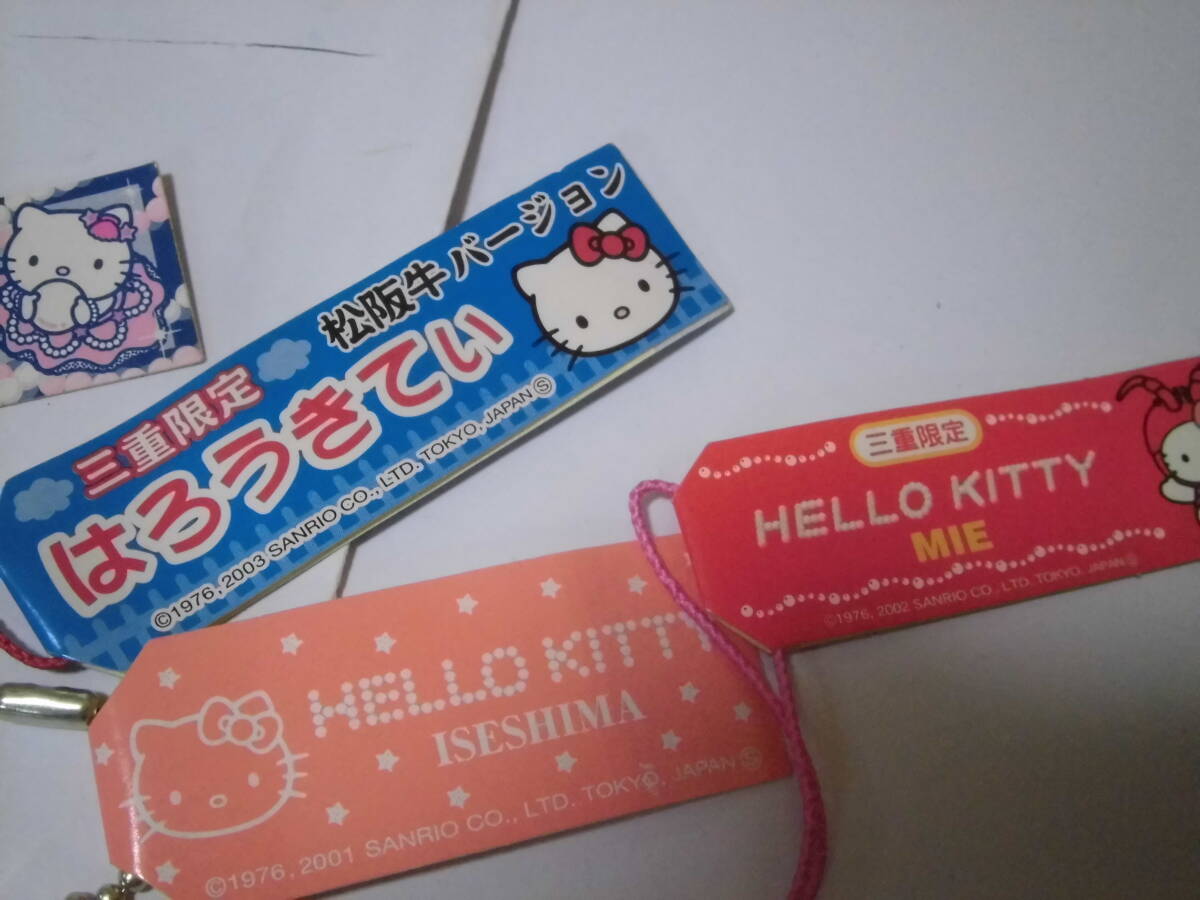 松阪牛バージョン
三重限定
はろうきてぃ
©1976, 2003 SANRIO CO., LTD. TOKYO, JAPAN Ⓢ
三重限定
HELLO KITTY
MIE
©1976, 2002 SANRIO CO., LTD. TOKYO, JAPAN Ⓢ
HELLO KITTY
ISESHIMA
©1976, 2001 SANRIO CO., LTD. TOKYO, JAPAN Ⓢ